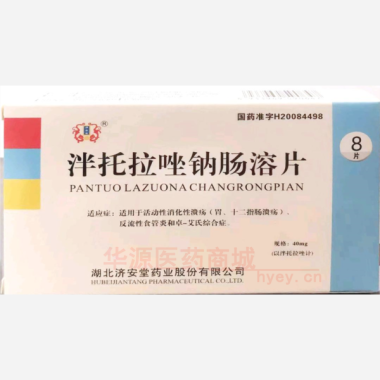 国药准字H20084498
泮托拉唑钠肠溶片
8
片
PANTUO LAZUONA CHANGRONGPIAN
适应症：适用于活动性消化性溃疡（胃、十二指肠溃疡）、
反流性食管炎和卓-艾氏综合症。
规格：40mg
（以泮托拉唑计）
华源医药商城
hyey.cn
湖北济安堂药业股份有限公司
HUBEIJIANTANG PHARMACEUTICAL CO.,LTD.